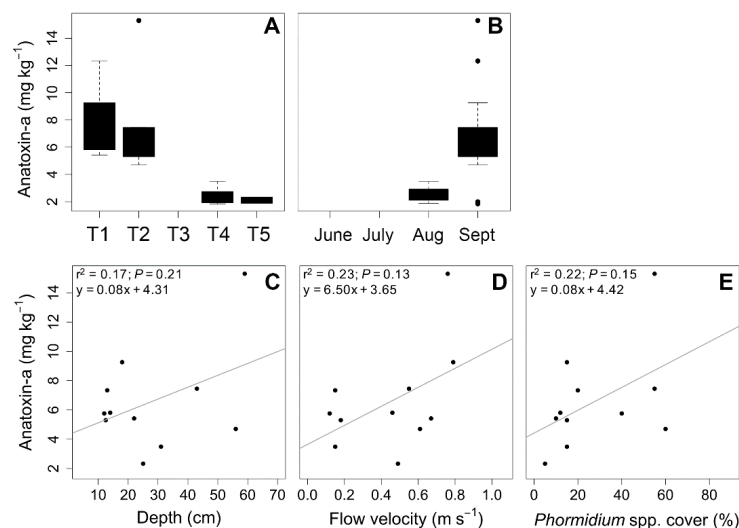 Anatoxin-a (mg kg⁻¹)
14
12
10
8
6
4
2
A
T1 T2 T3 T4 T5
B
June July Aug Sept
Anatoxin-a (mg kg⁻¹)
14
12
10
8
6
4
2
r² = 0.17; P = 0.21
y = 0.08x + 4.31
C
10 20 30 40 50 60 70
Depth (cm)
r² = 0.23; P = 0.13
y = 6.50x + 3.65
D
0.0 0.2 0.4 0.6 0.8 1.0
Flow velocity (m s⁻¹)
r² = 0.22; P = 0.15
y = 0.08x + 4.42
E
0 20 40 60 80
Phormidium spp. cover (%)